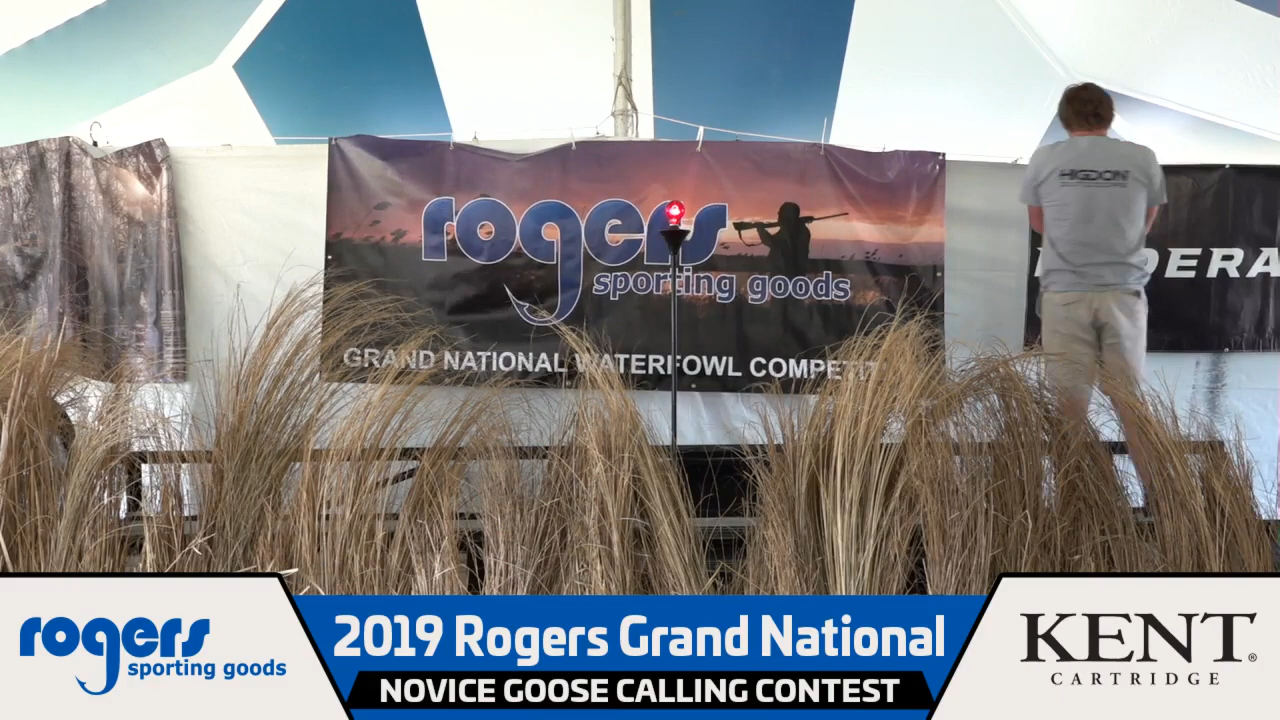 HIGDON
rogers
sporting goods
DERA
GRAND NATIONAL WATERFOWL COMPETIT
rogers
sporting goods
2019 Rogers Grand National
NOVICE GOOSE CALLING CONTEST
KENT®
CARTRIDGE